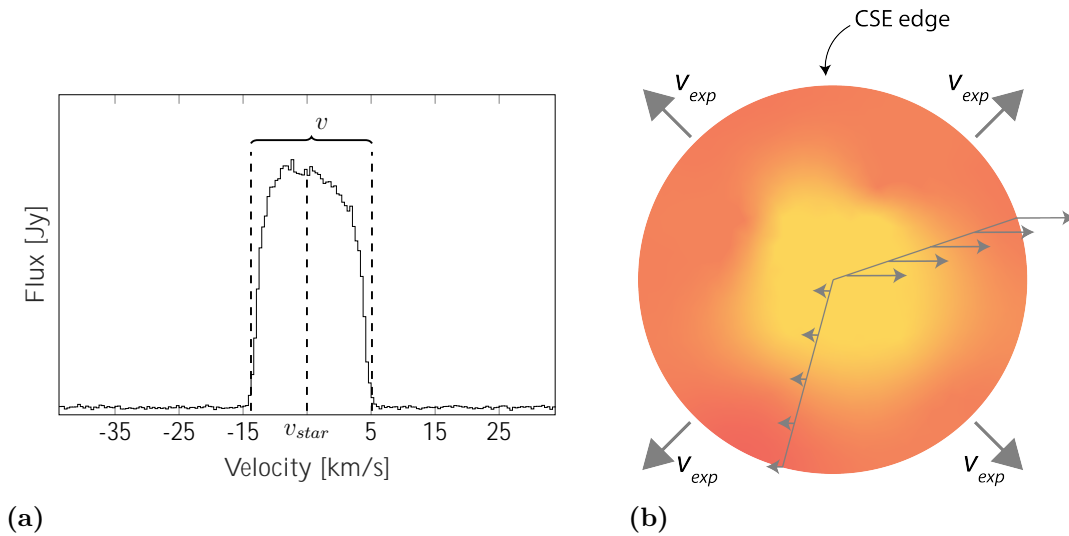 CSE edge
v
Flux [Jy]
-35 -25 -15 v_star 5 15 25
Velocity [km/s]
(a)
v_exp v_exp
v_exp v_exp
(b)